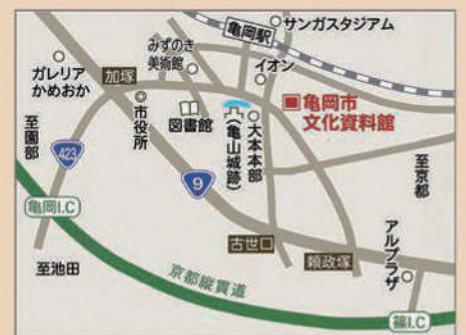 サンガスタジアム
亀岡駅
みずのき
美術館
イオン
ガレリア
かめおか
加塚
市役所
図書館
大本本部
(亀山城跡)
亀岡市
文化資料館
至園部
423
9
至京都
亀岡I.C
古世口
頼政塚
アルプラザ
至池田
京都縦貫道
篠I.C